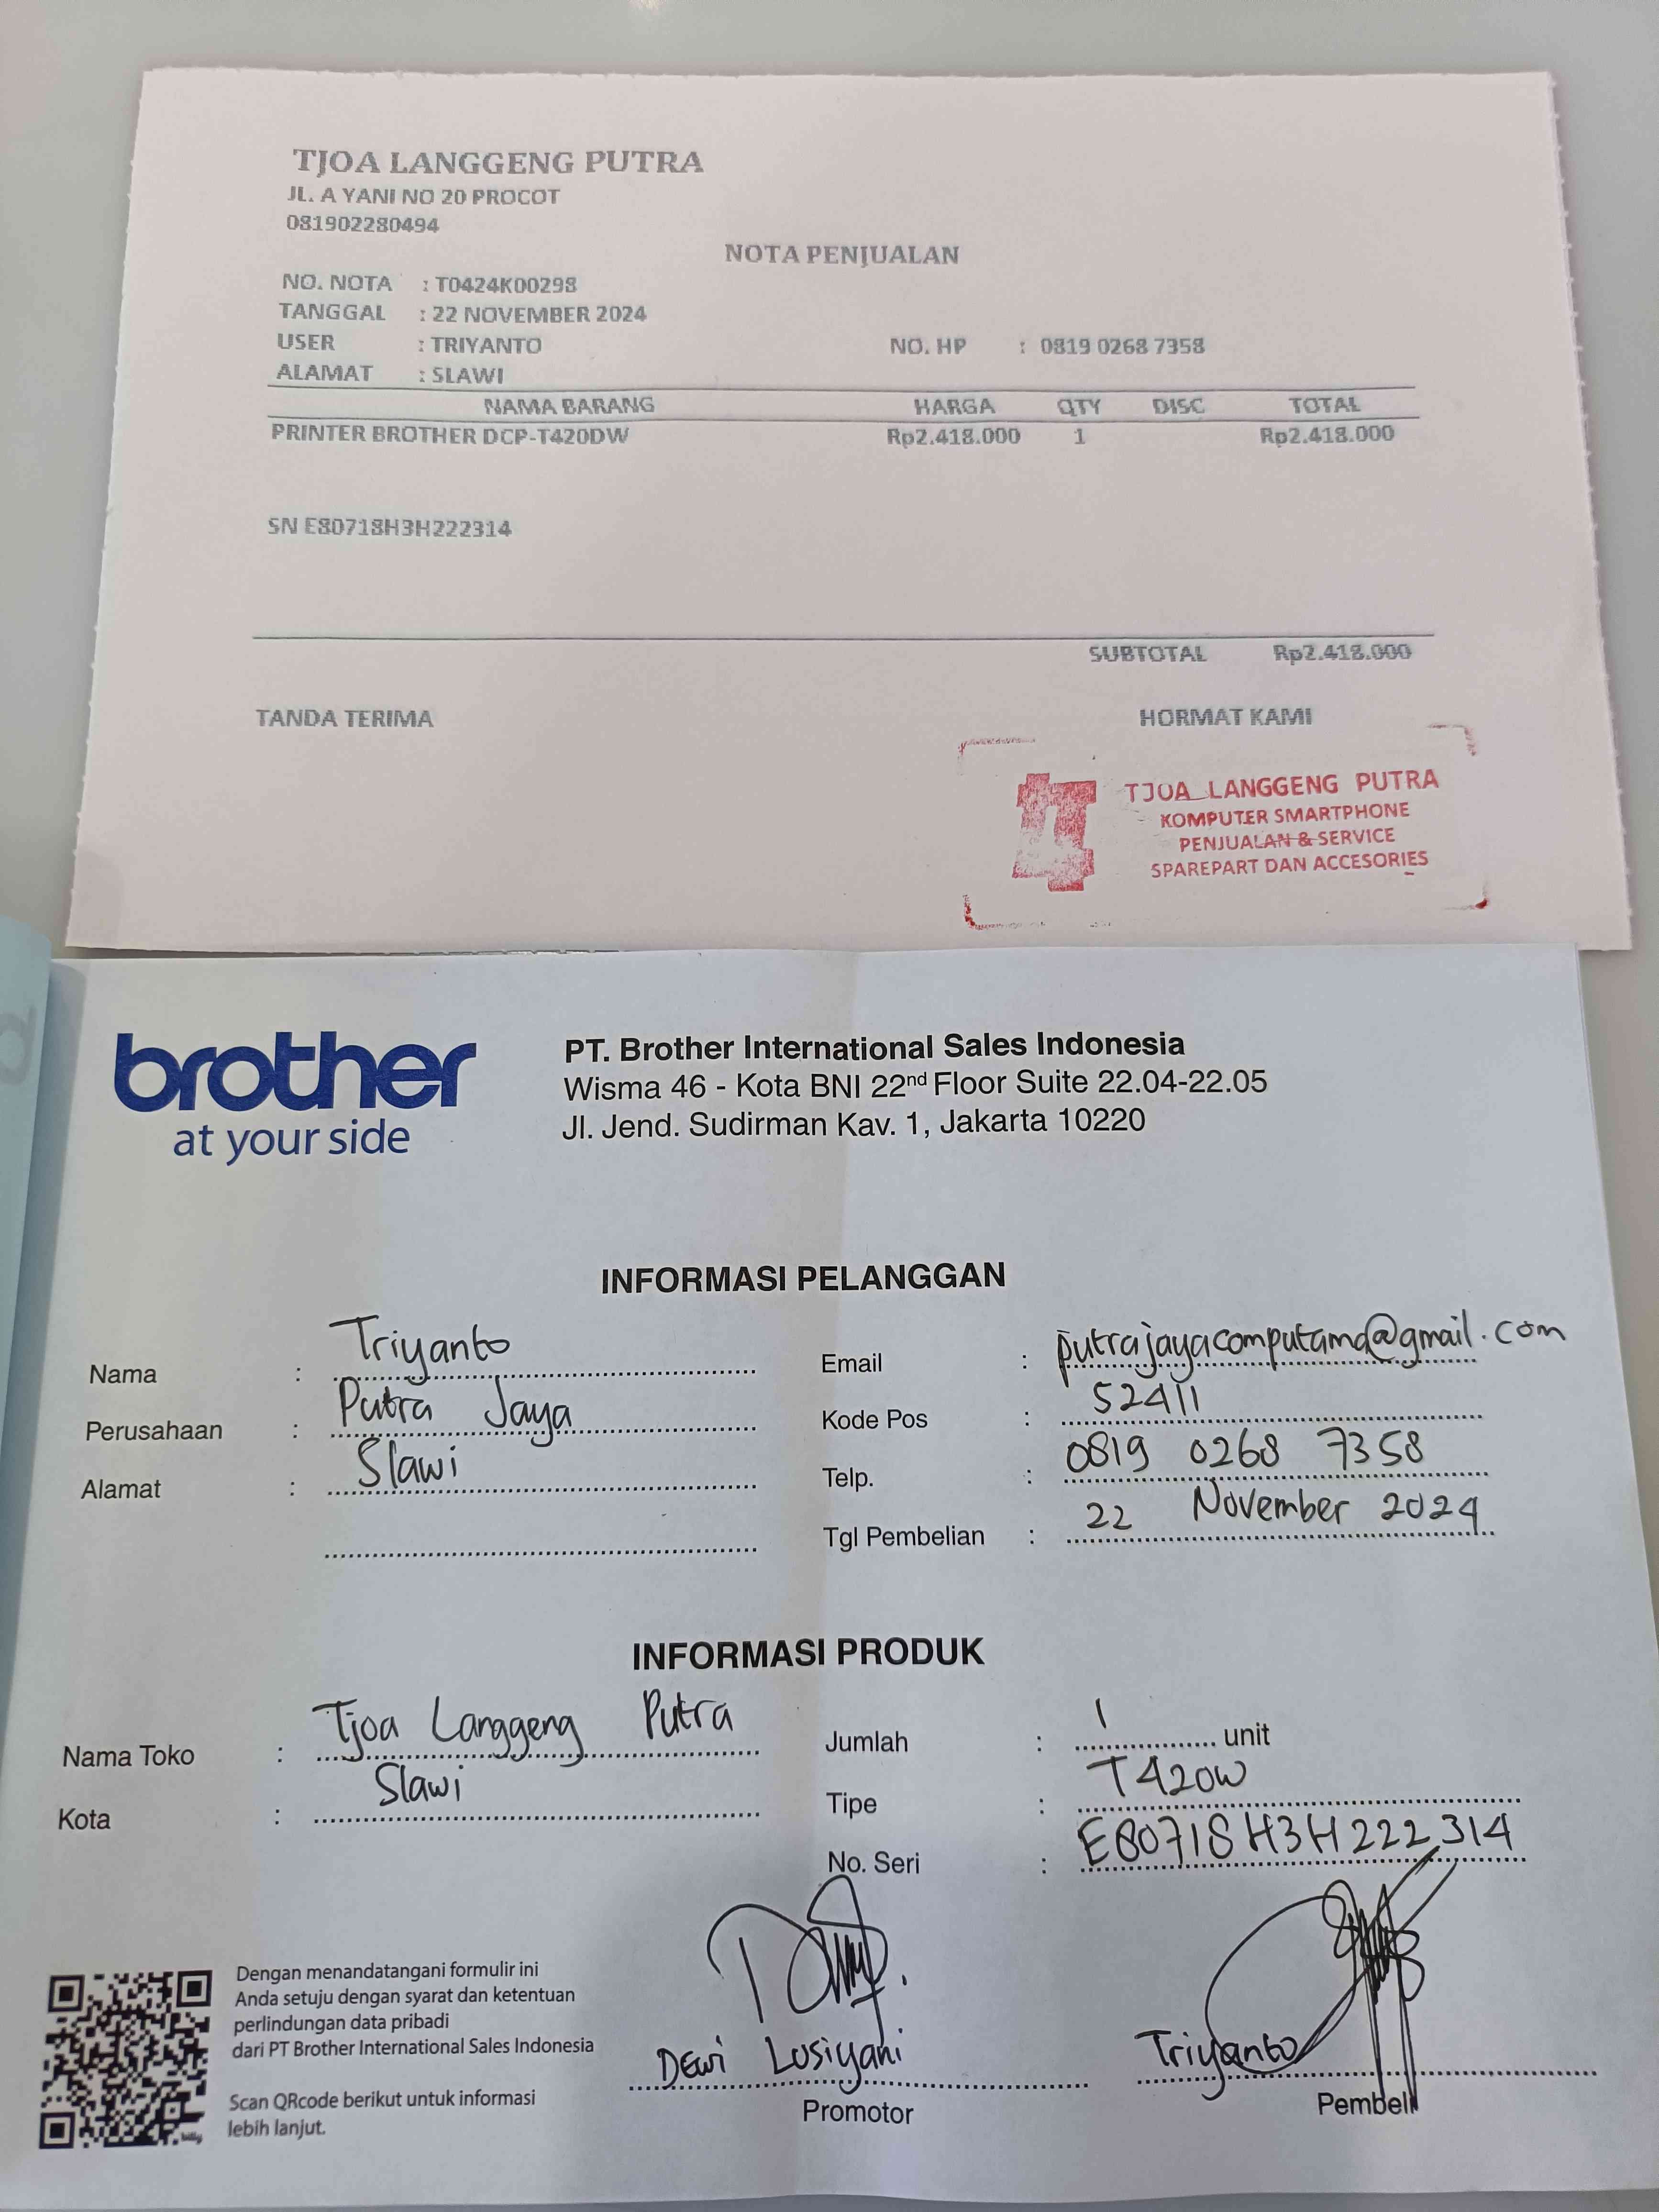 TJOA LANGGENG PUTRA
JL. A YANI NO 20 PROCOT
081902280494
NOTA PENJUALAN
NO. NOTA : T0424K00298
TANGGAL : 22 NOVEMBER 2024
USER : TRIYANTO NO. HP : 0819 0268 7358
ALAMAT : SLAWI
NAMA BARANG HARGA QTY DISC TOTAL
PRINTER BROTHER DCP-T420DW Rp2.418.000 1 Rp2.418.000
SN E80718H3H222314
SUBTOTAL Rp2.418.000
TANDA TERIMA HORMAT KAMI
TJOA LANGGENG PUTRA
KOMPUTER SMARTPHONE
PENJUALAN & SERVICE
SPAREPART DAN ACCESORIES
brother
at your side
PT. Brother International Sales Indonesia
Wisma 46 - Kota BNI 22nd Floor Suite 22.04-22.05
Jl. Jend. Sudirman Kav. 1, Jakarta 10220
INFORMASI PELANGGAN
Nama : Triyanto Email : putrajayacomputama@gmail.com
Perusahaan : Putra Jaya Kode Pos : 52411
Alamat : Slawi Telp. : 0819 0268 7358
Tgl Pembelian : 22 November 2024
INFORMASI PRODUK
Nama Toko : Tjoa Langgeng Putra Jumlah : 1 unit
Kota : Slawi Tipe : T420W
No. Seri : E80718H3H222314
Dengan menandatangani formulir ini
Anda setuju dengan syarat dan ketentuan
perlindungan data pribadi
dari PT Brother International Sales Indonesia
Scan QRcode berikut untuk informasi
lebih lanjut.
Dewi Lusiyani Triyanto
Promotor Pembeli